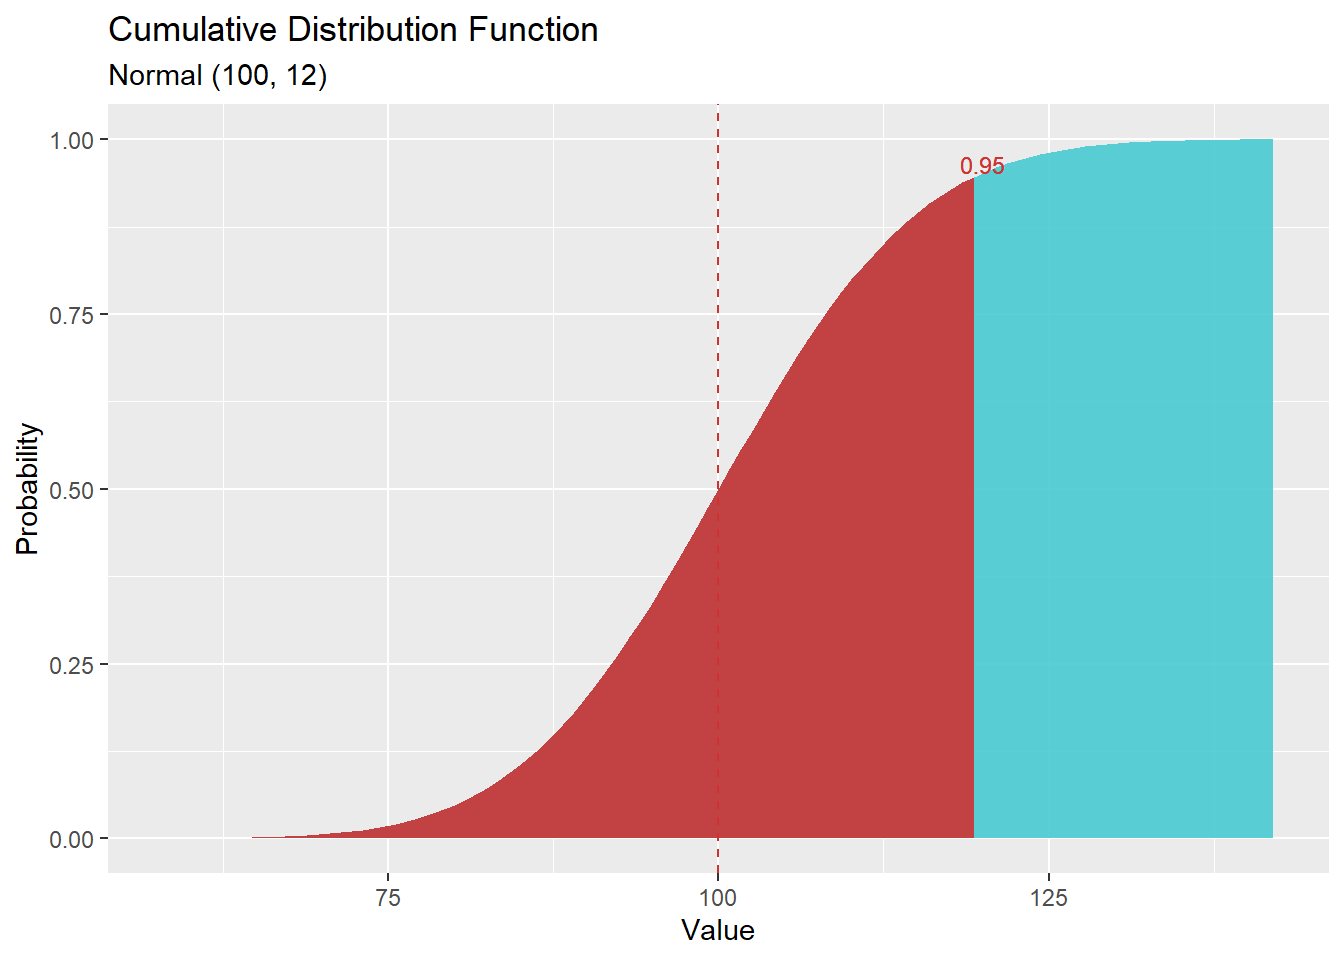 Cumulative Distribution Function
Normal (100, 12)
1.00
0.95
0.75
0.50
0.25
0.00
Probability
75
100
125
Value